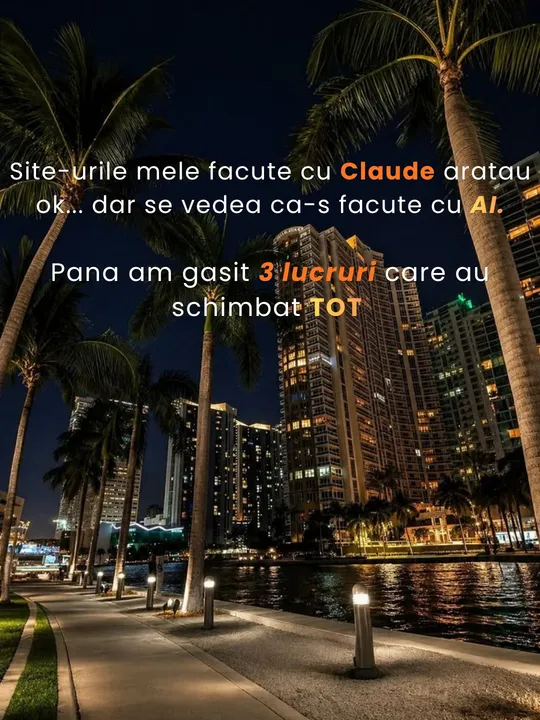 Site-urile mele facute cu Claude aratau
ok... dar se vedea ca-s facute cu AI.
Pana am gasit 3 lucruri care au
schimbat TOT